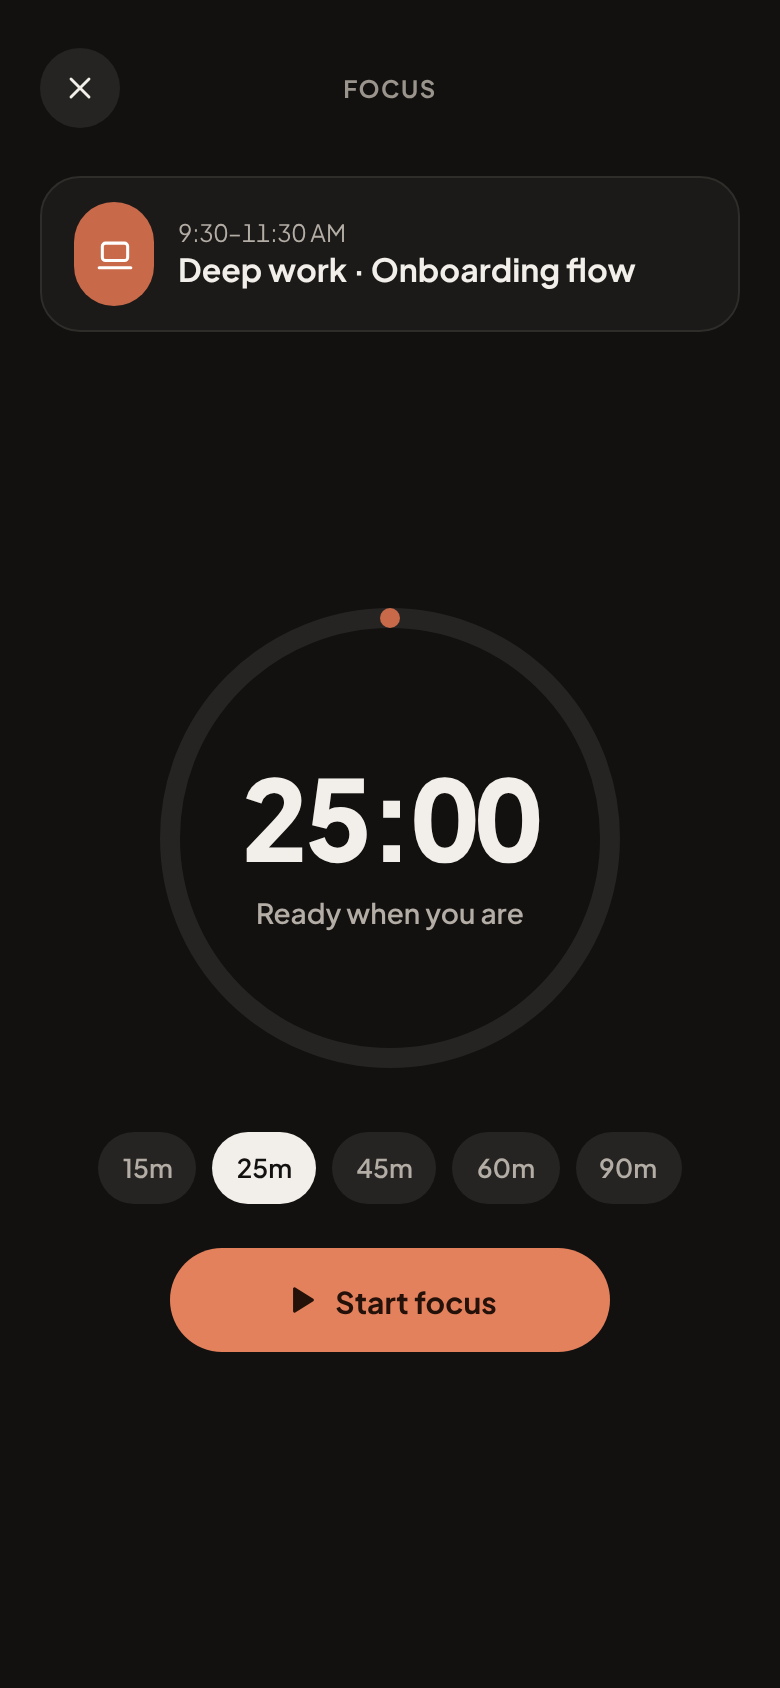 FOCUS
9:30–11:30 AM
Deep work · Onboarding flow
25:00
Ready when you are
15m 25m 45m 60m 90m
Start focus